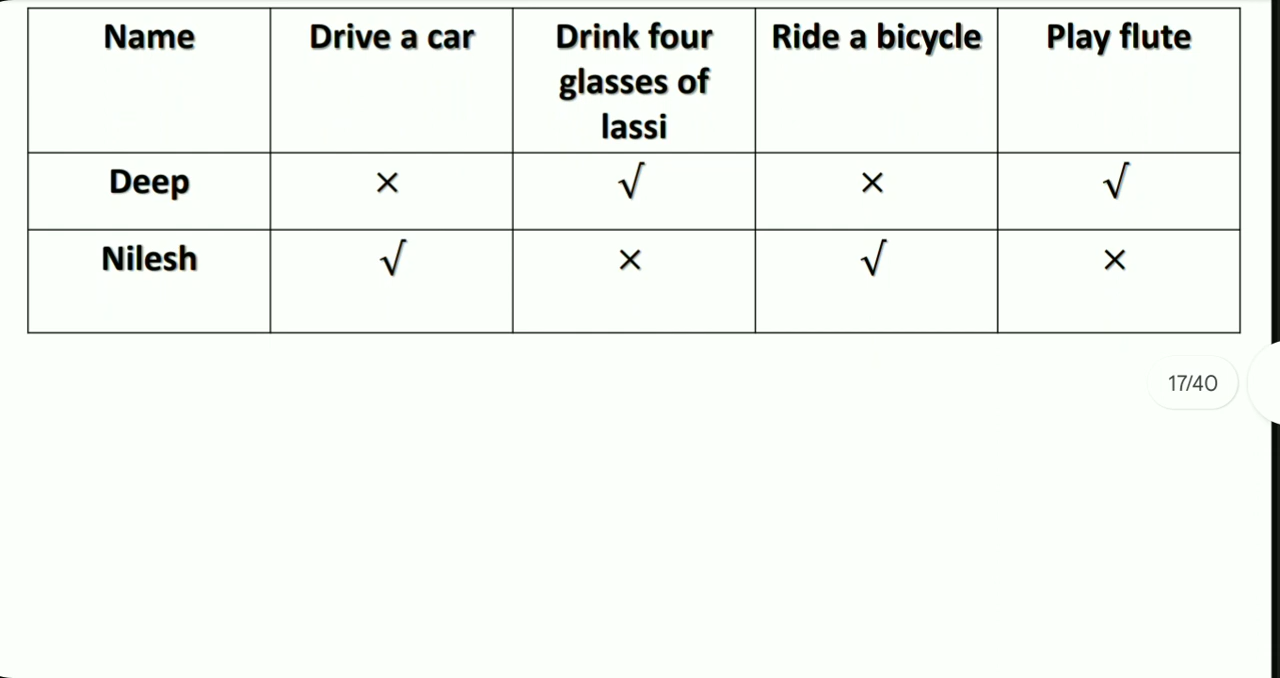 Name Drive a car Drink four glasses of lassi Ride a bicycle Play flute
Deep × √ × √
Nilesh √ × √ ×
17/40